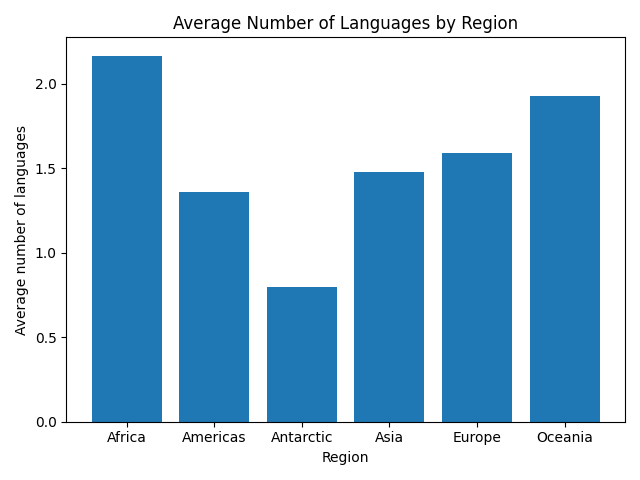 Average Number of Languages by Region
Average number of languages
2.0
1.5
1.0
0.5
0.0
Africa Americas Antarctic Asia Europe Oceania
Region